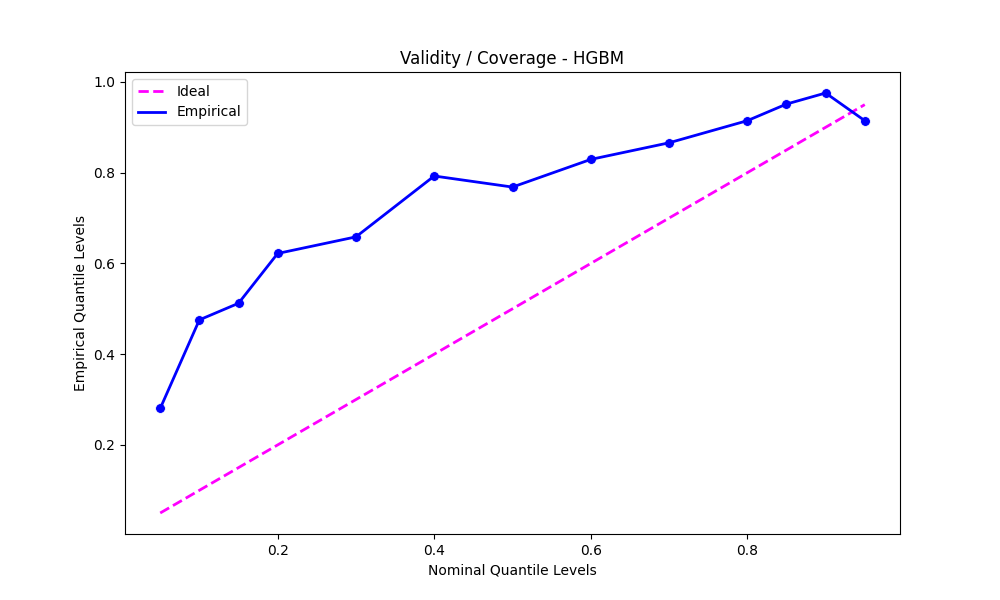 Validity / Coverage - HGBM
Ideal
Empirical
Empirical Quantile Levels
1.0
0.8
0.6
0.4
0.2
0.2 0.4 0.6 0.8
Nominal Quantile Levels